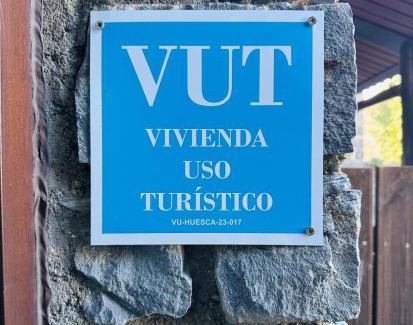 VUT
VIVIENDA
USO
TURÍSTICO
VU-HUESCA-23-017